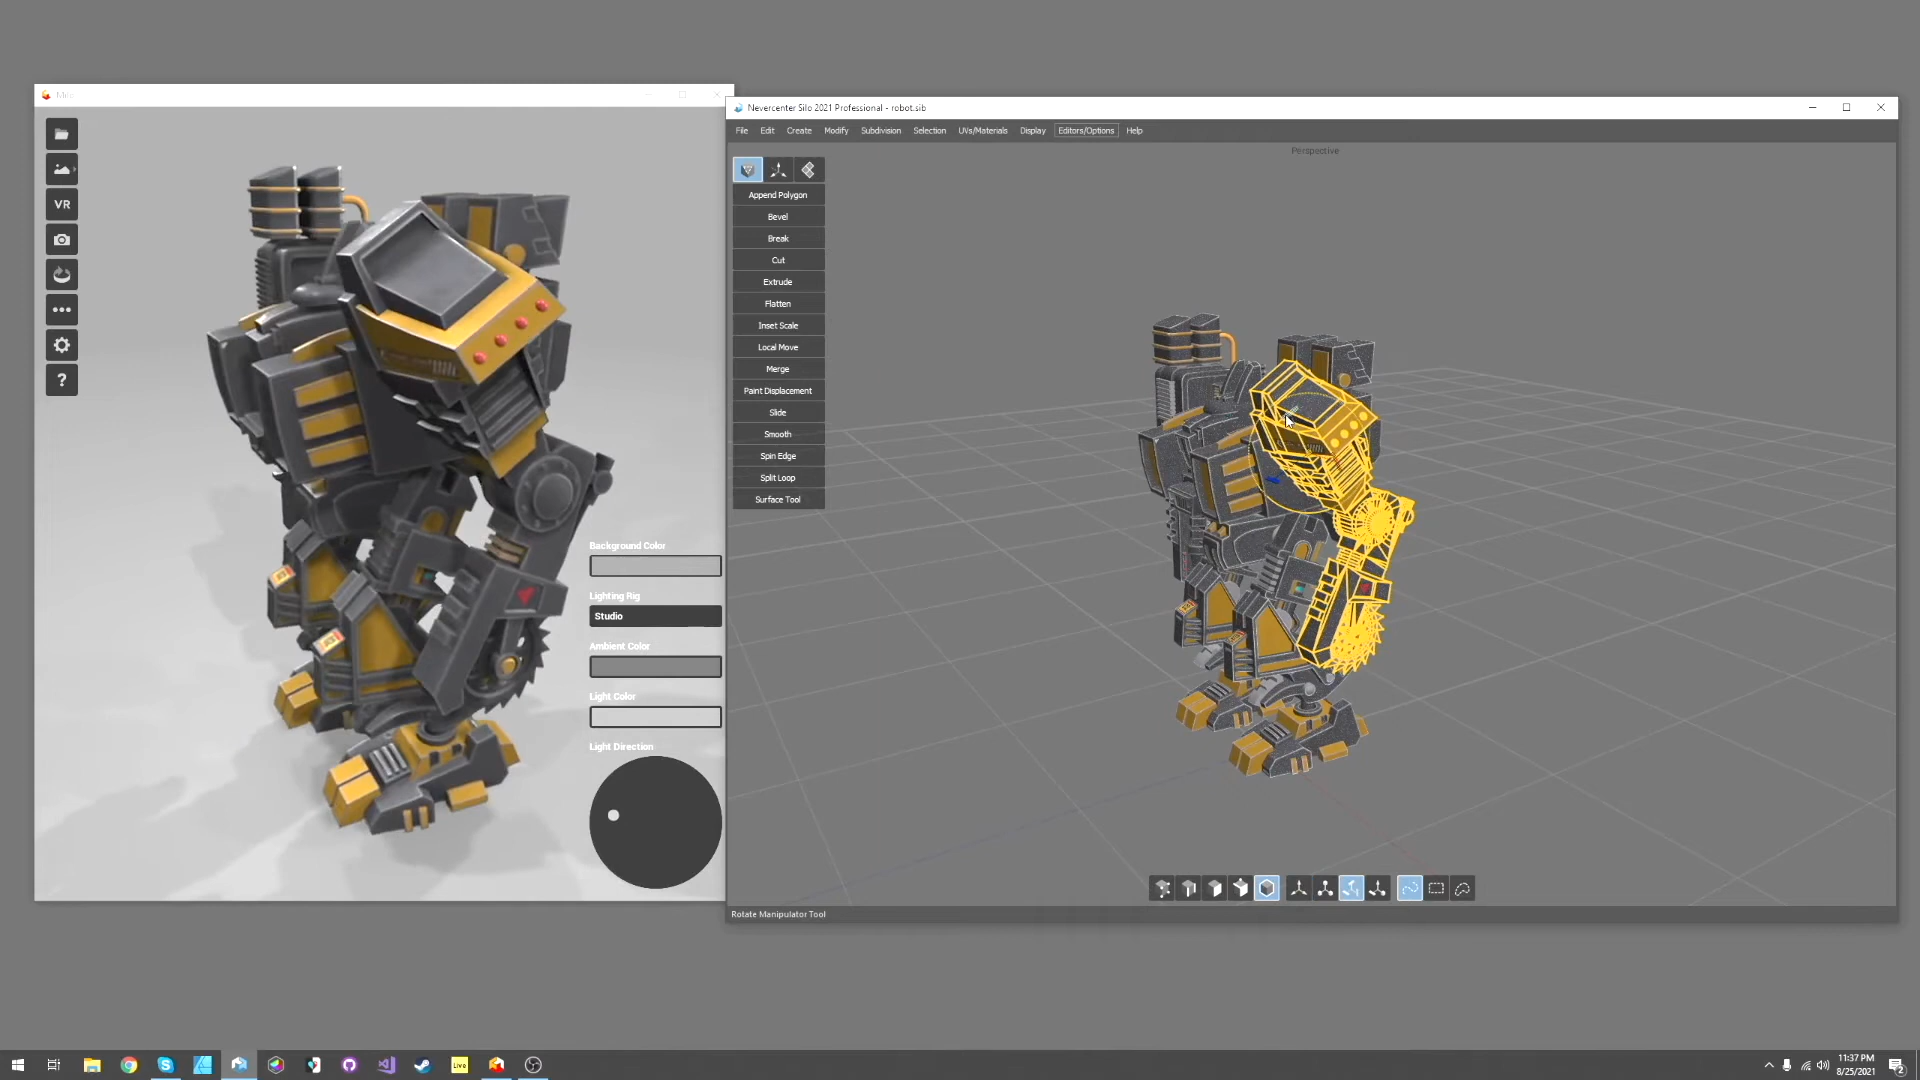 Milo
VR
?
Background Color
Lighting Rig
Studio
Ambient Color
Light Color
Light Direction
Nevercenter Silo 2021 Professional - robot.sib
File Edit Create Modify Subdivision Selection UVs/Materials Display Editors/Options Help
Perspective
Append Polygon
Bevel
Break
Cut
Extrude
Flatten
Inset Scale
Local Move
Merge
Paint Displacement
Slide
Smooth
Spin Edge
Split Loop
Surface Tool
Rotate Manipulator Tool
Live
11:37 PM
8/25/2021
2